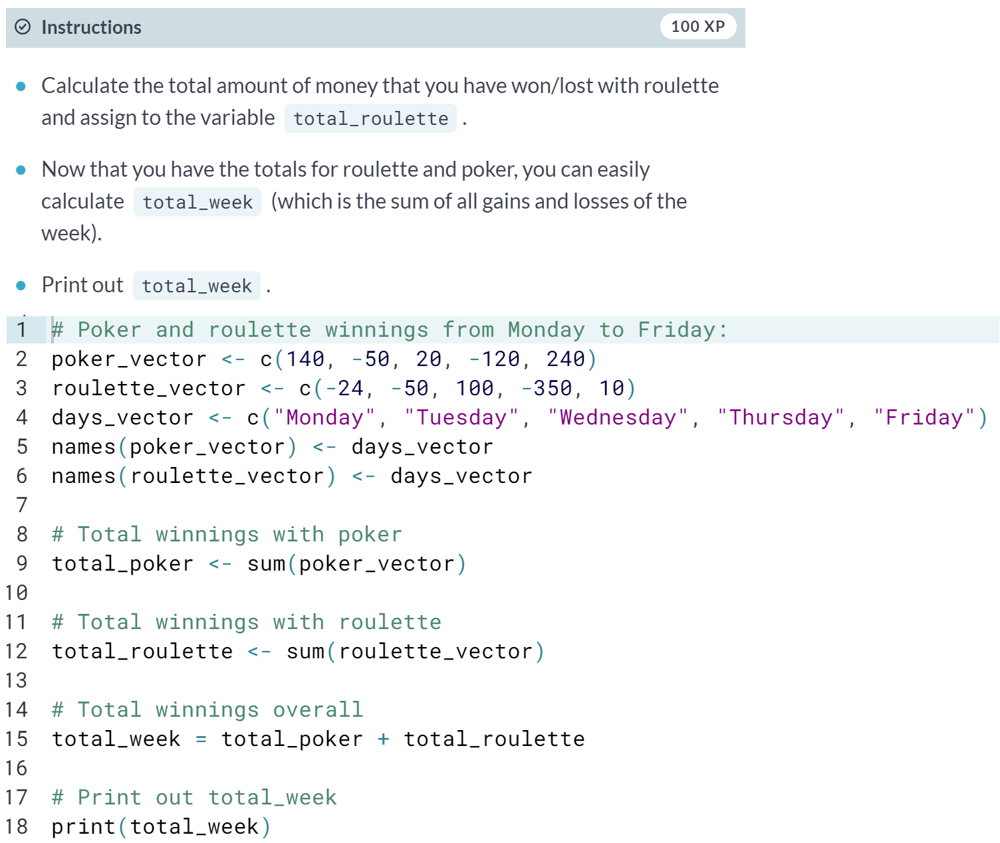 Instructions 100 XP
Calculate the total amount of money that you have won/lost with roulette
and assign to the variable total_roulette .
Now that you have the totals for roulette and poker, you can easily
calculate total_week (which is the sum of all gains and losses of the
week).
Print out total_week .
1 # Poker and roulette winnings from Monday to Friday:
2 poker_vector <- c(140, -50, 20, -120, 240)
3 roulette_vector <- c(-24, -50, 100, -350, 10)
4 days_vector <- c("Monday", "Tuesday", "Wednesday", "Thursday", "Friday")
5 names(poker_vector) <- days_vector
6 names(roulette_vector) <- days_vector
7
8 # Total winnings with poker
9 total_poker <- sum(poker_vector)
10
11 # Total winnings with roulette
12 total_roulette <- sum(roulette_vector)
13
14 # Total winnings overall
15 total_week = total_poker + total_roulette
16
17 # Print out total_week
18 print(total_week)